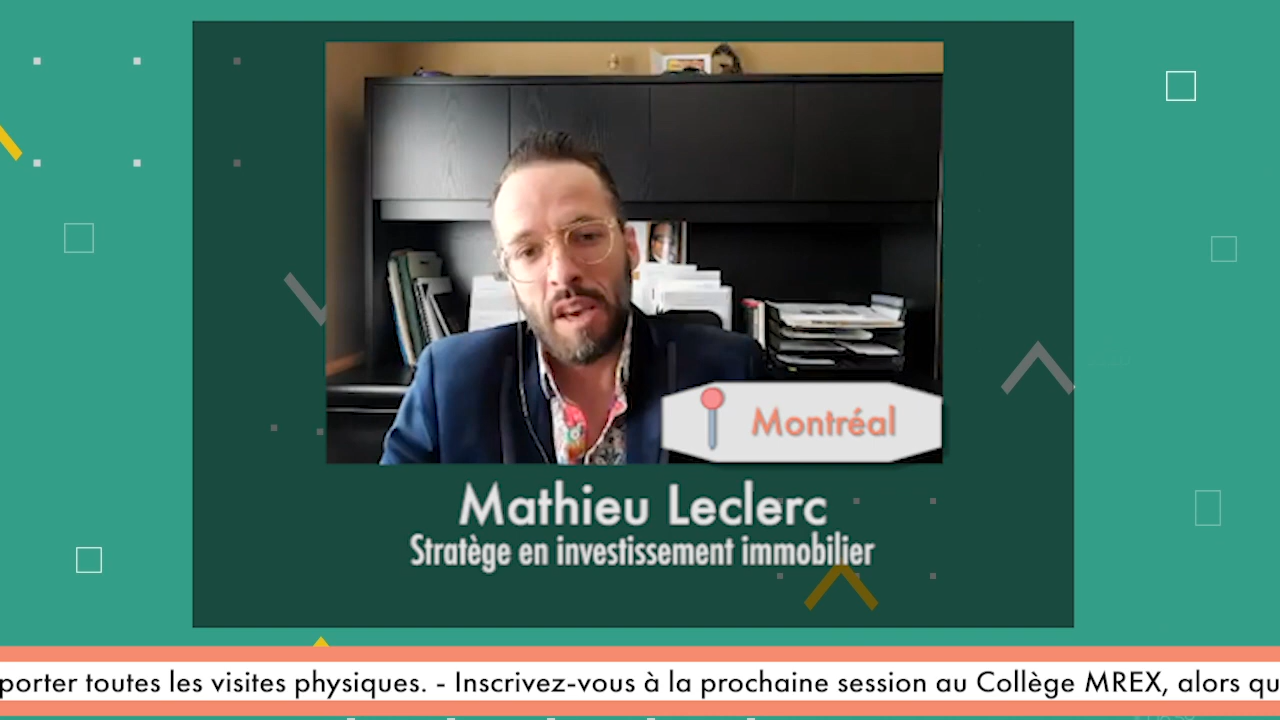 Montréal
Mathieu Leclerc
Stratège en investissement immobilier
porter toutes les visites physiques. - Inscrivez-vous à la prochaine session au Collège MREX, alors qu